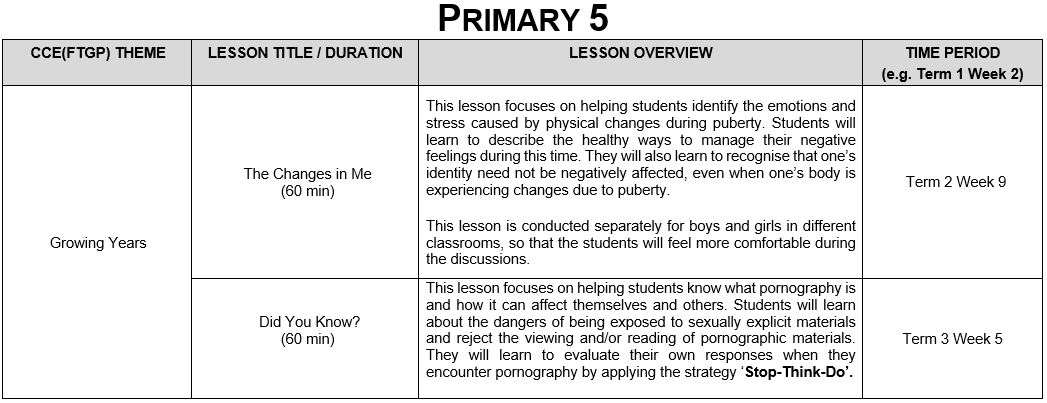 PRIMARY 5
CCE(FTGP) THEME
LESSON TITLE / DURATION
LESSON OVERVIEW
TIME PERIOD
(e.g. Term 1 Week 2)
Growing Years
The Changes in Me
(60 min)
This lesson focuses on helping students identify the emotions and
stress caused by physical changes during puberty. Students will
learn to describe the healthy ways to manage their negative
feelings during this time. They will also learn to recognise that one’s
identity need not be negatively affected, even when one’s body is
experiencing changes due to puberty.
This lesson is conducted separately for boys and girls in different
classrooms, so that the students will feel more comfortable during
the discussions.
Term 2 Week 9
Did You Know?
(60 min)
This lesson focuses on helping students know what pornography is
and how it can affect themselves and others. Students will learn
about the dangers of being exposed to sexually explicit materials
and reject the viewing and/or reading of pornographic materials.
They will learn to evaluate their own responses when they
encounter pornography by applying the strategy ‘Stop-Think-Do’.
Term 3 Week 5